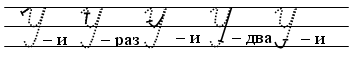 У – и У – раз У – и У – два У – и